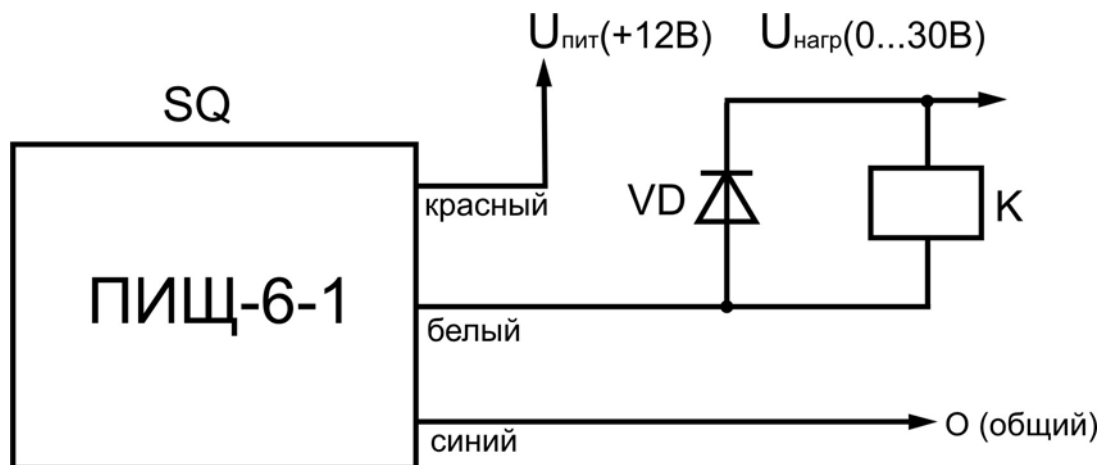 Uпит(+12В)
Uнагр(0...30В)
SQ
красный
VD
K
ПИЩ-6-1
белый
синий
О (общий)